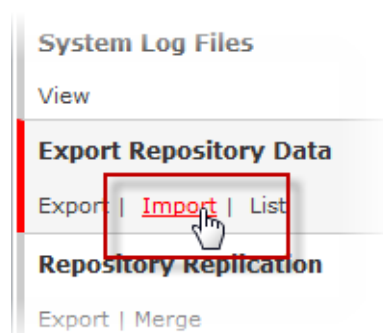 System Log Files
View
Export Repository Data
Export | Import | List
Repository Replication
Export | Merge